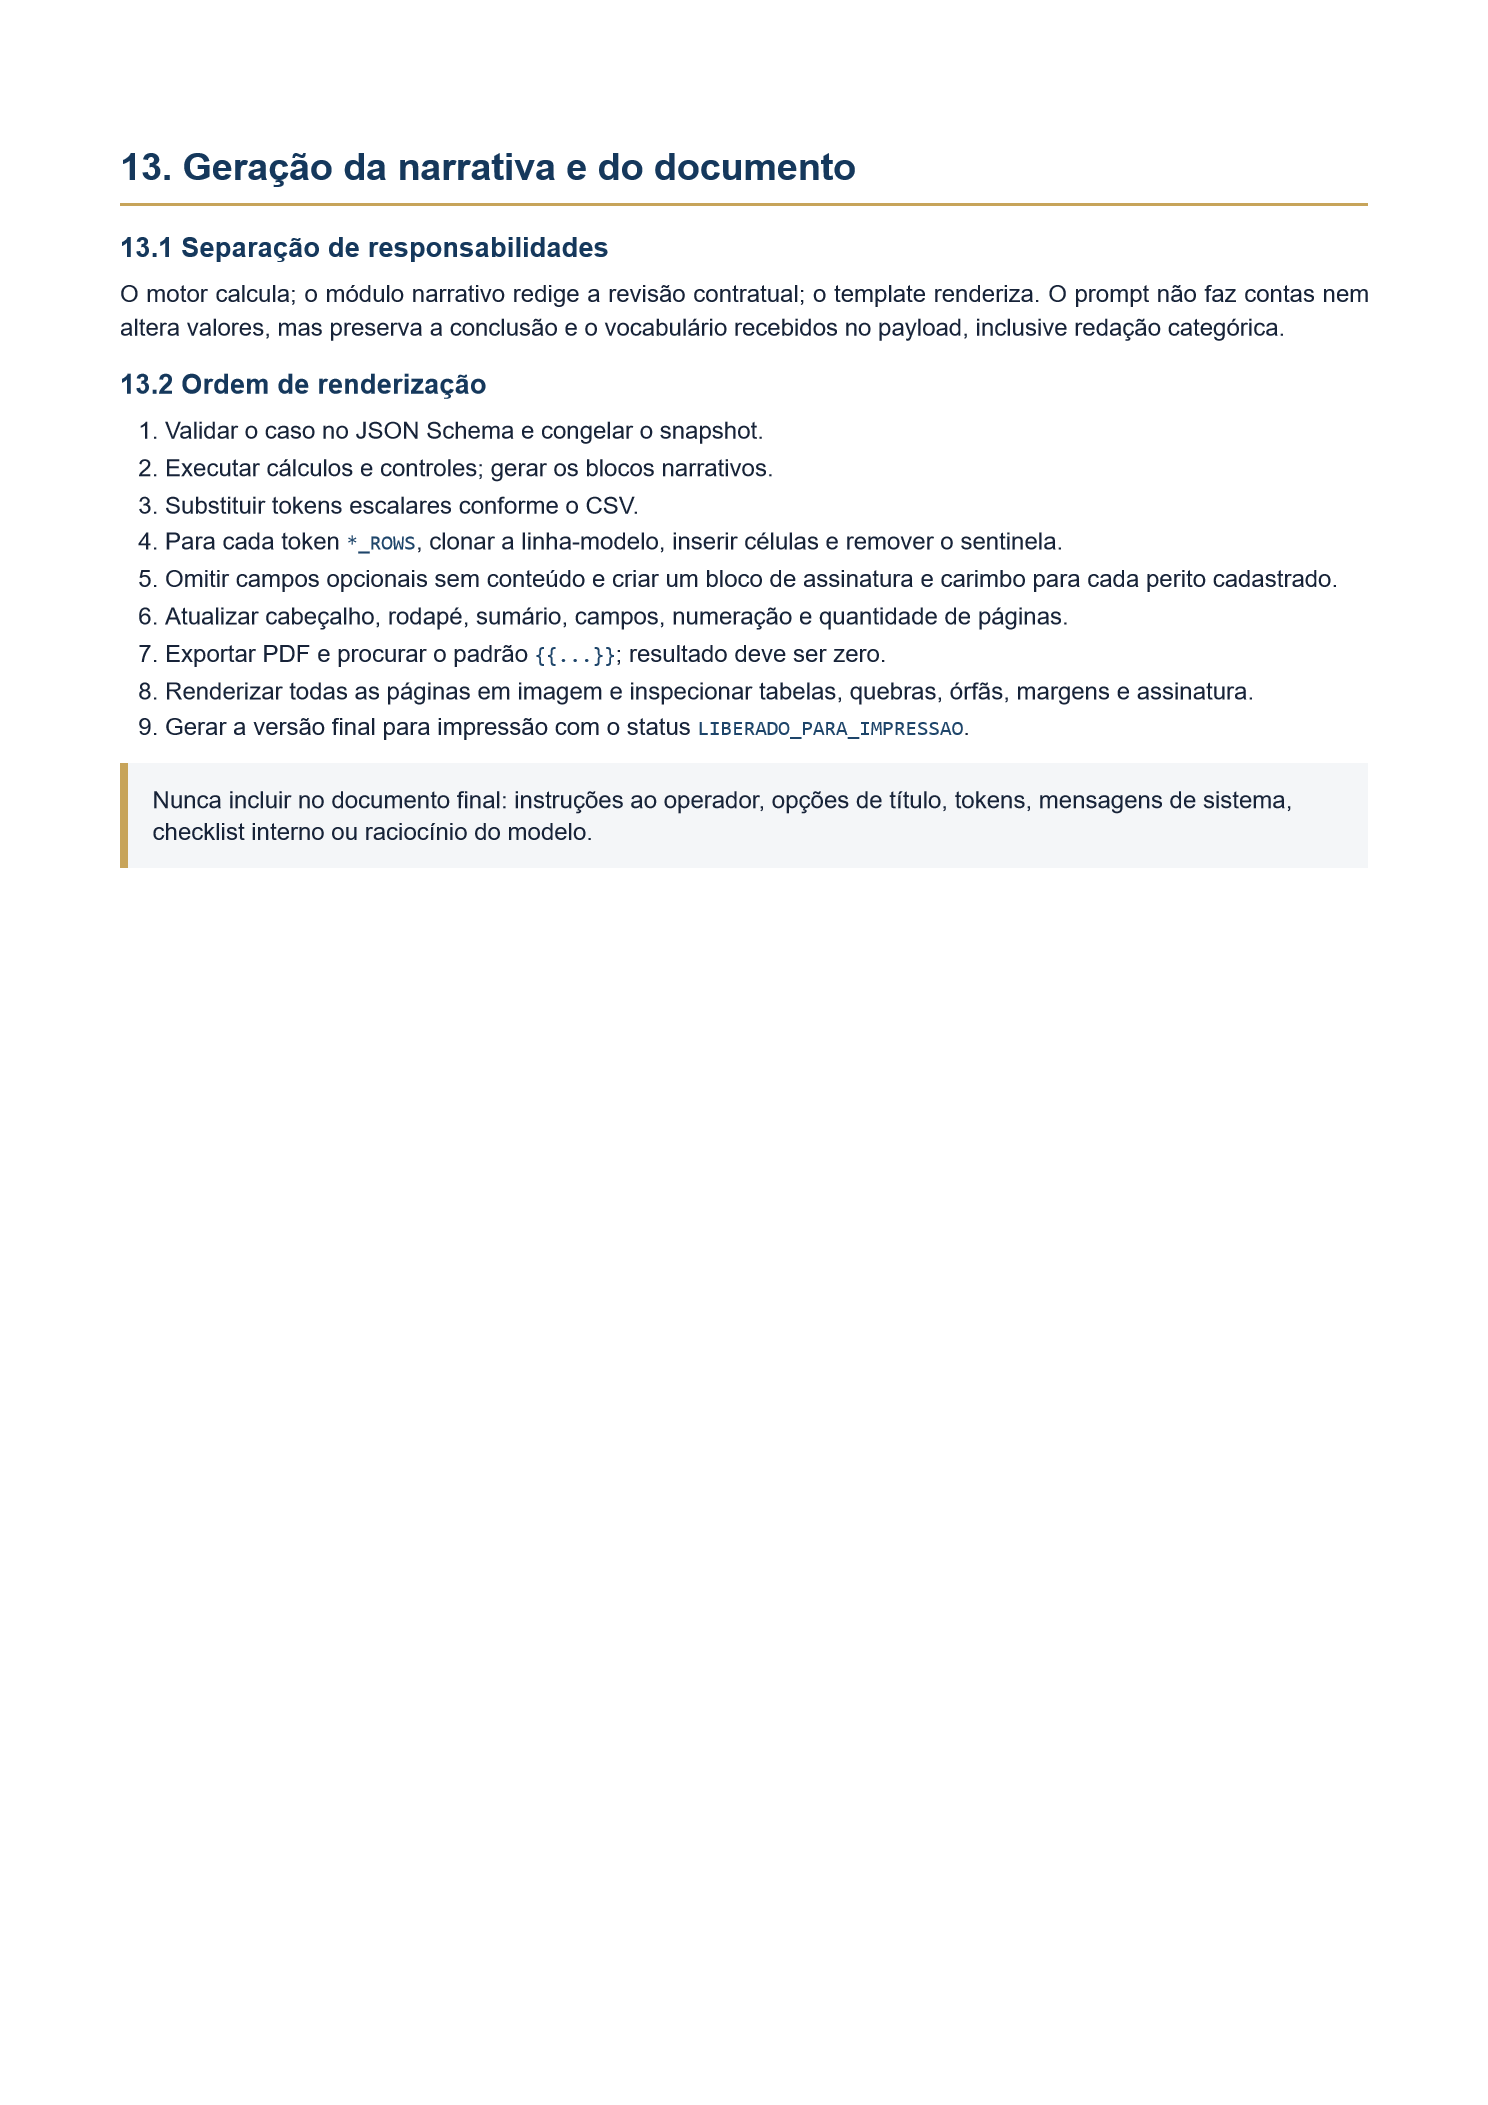 13. Geração da narrativa e do documento
13.1 Separação de responsabilidades
O motor calcula; o módulo narrativo redige a revisão contratual; o template renderiza. O prompt não faz contas nem
altera valores, mas preserva a conclusão e o vocabulário recebidos no payload, inclusive redação categórica.
13.2 Ordem de renderização
1. Validar o caso no JSON Schema e congelar o snapshot.
2. Executar cálculos e controles; gerar os blocos narrativos.
3. Substituir tokens escalares conforme o CSV.
4. Para cada token *_ROWS, clonar a linha-modelo, inserir células e remover o sentinela.
5. Omitir campos opcionais sem conteúdo e criar um bloco de assinatura e carimbo para cada perito cadastrado.
6. Atualizar cabeçalho, rodapé, sumário, campos, numeração e quantidade de páginas.
7. Exportar PDF e procurar o padrão {{...}}; resultado deve ser zero.
8. Renderizar todas as páginas em imagem e inspecionar tabelas, quebras, órfãs, margens e assinatura.
9. Gerar a versão final para impressão com o status LIBERADO_PARA_IMPRESSAO.
Nunca incluir no documento final: instruções ao operador, opções de título, tokens, mensagens de sistema,
checklist interno ou raciocínio do modelo.